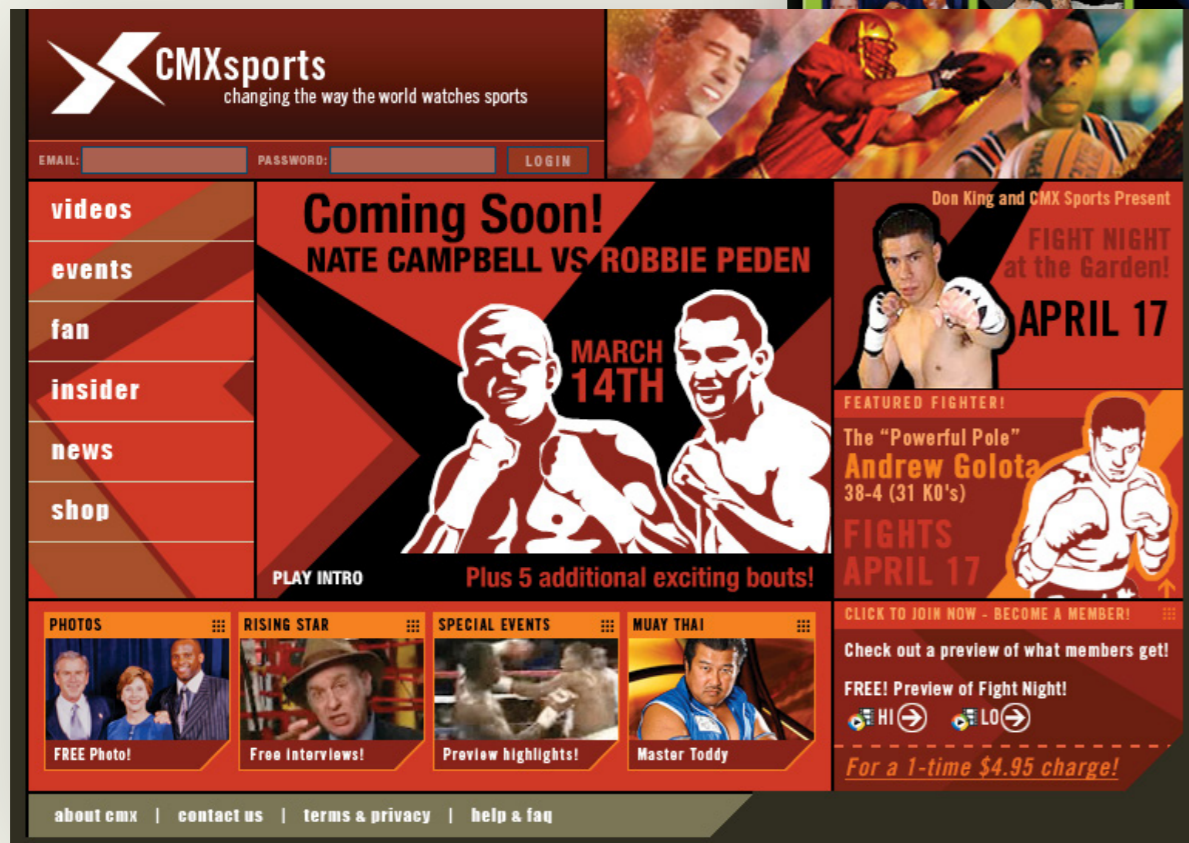 CMXsports
changing the way the world watches sports
EMAIL:
PASSWORD:
LOGIN
videos
events
fan
insider
news
shop
Coming Soon!
NATE CAMPBELL VS ROBBIE PEDEN
MARCH
14TH
PLAY INTRO
Plus 5 additional exciting bouts!
Don King and CMX Sports Present
FIGHT NIGHT
at the Garden!
APRIL 17
FEATURED FIGHTER!
The “Powerful Pole”
Andrew Golota
38-4 (31 KO's)
FIGHTS
APRIL 17
PHOTOS
FREE Photo!
RISING STAR
Free interviews!
SPECIAL EVENTS
Preview highlights!
MUAY THAI
Master Toddy
CLICK TO JOIN NOW - BECOME A MEMBER!
Check out a preview of what members get!
FREE! Preview of Fight Night!
HI LO
For a 1-time $4.95 charge!
about cmx | contact us | terms & privacy | help & faq